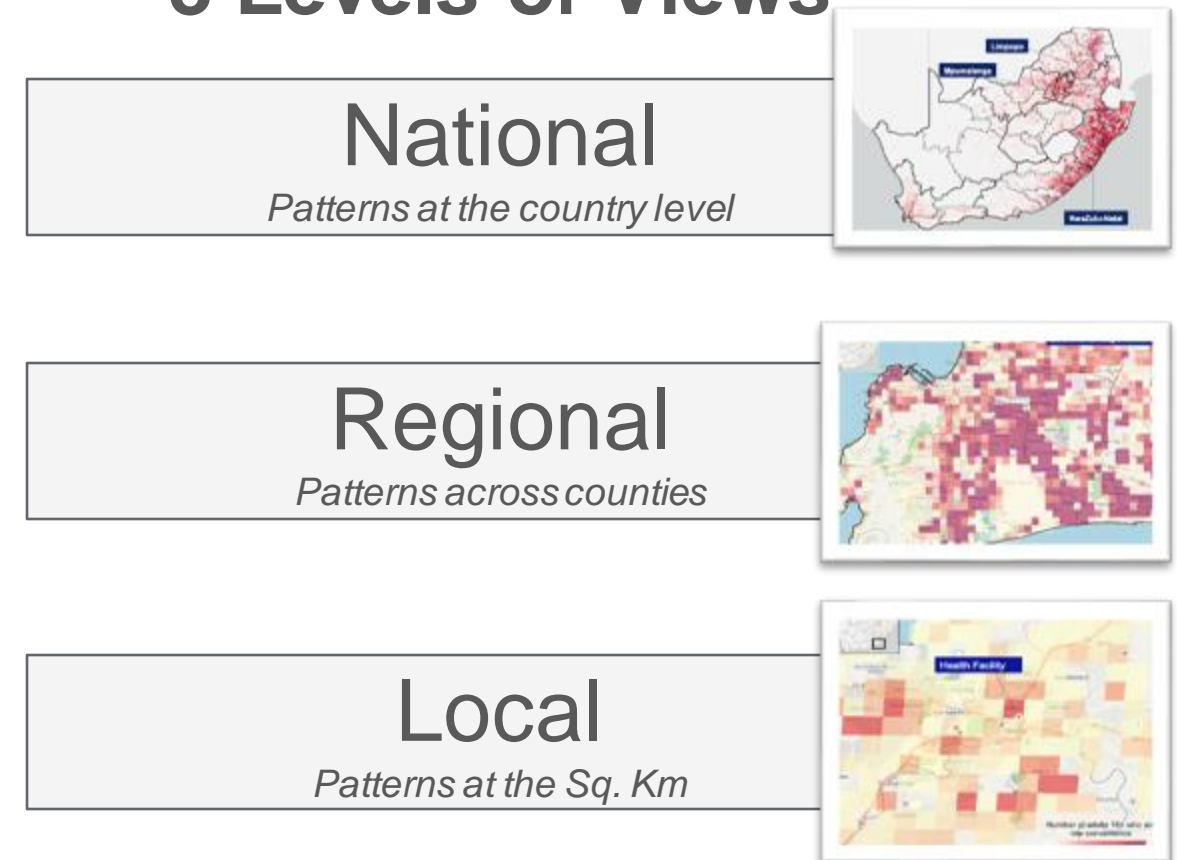 3 Levels of Views
National
Patterns at the country level
Limpopo
Mpumalanga
KwaZulu-Natal
Regional
Patterns across counties
Local
Patterns at the Sq. Km
Health Facility